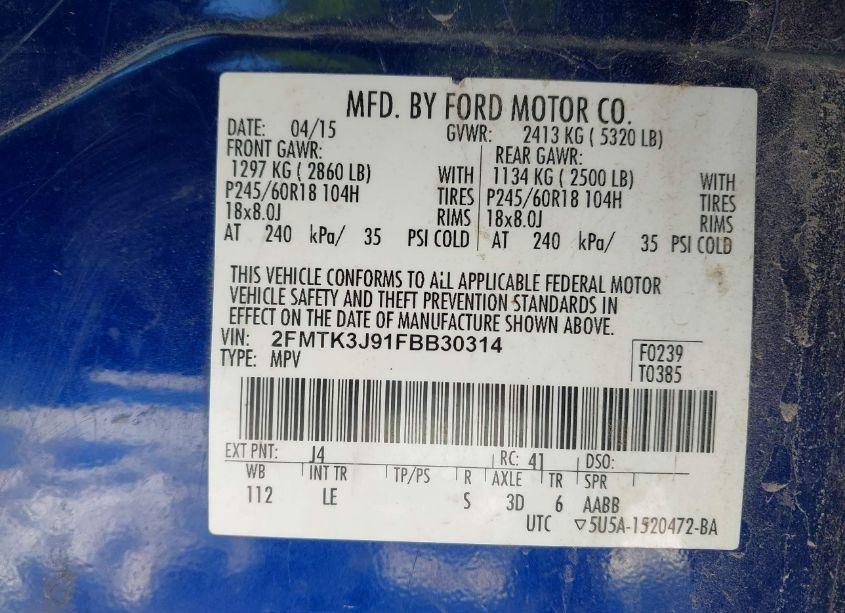 MFD. BY FORD MOTOR CO.
DATE: 04/15 GVWR: 2413 KG ( 5320 LB)
FRONT GAWR: REAR GAWR:
1297 KG ( 2860 LB) WITH 1134 KG ( 2500 LB) WITH
P245/60R18 104H TIRES P245/60R18 104H TIRES
18x8.0J RIMS 18x8.0J RIMS
AT 240 kPa/ 35 PSI COLD AT 240 kPa/ 35 PSI COLD
THIS VEHICLE CONFORMS TO ALL APPLICABLE FEDERAL MOTOR
VEHICLE SAFETY AND THEFT PREVENTION STANDARDS IN
EFFECT ON THE DATE OF MANUFACTURE SHOWN ABOVE.
VIN: 2FMTK3J91FBB30314 F0239
TYPE: MPV T0385
EXT PNT: J4 RC: 41 DSO:
WB INT TR TP/PS R AXLE TR SPR
112 LE S 3D 6 AABB
UTC ▽5U5A-1520472-BA